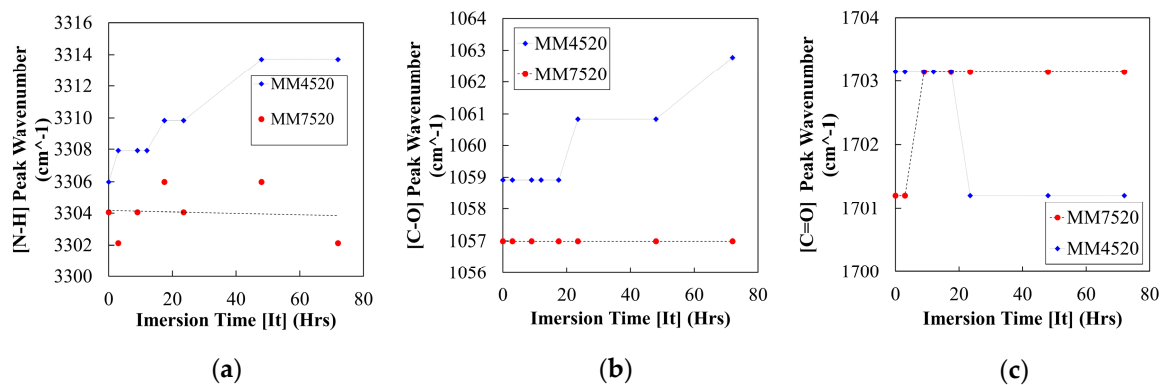 (a)
[N-H] Peak Wavenumber
(cm^-1)
3316
3314
3312
3310
3308
3306
3304
3302
3300
0
20
40
60
80
MM4520
MM7520
Imersion Time [It] (Hrs)
(a)
1064
1063
1062
1061
1060
1059
1058
1057
1056
[C-O] Peak Wavenumber
(cm^-1)
0
20
40
60
80
MM4520
MM7520
Imersion Time [It] (Hrs)
(b)
1704
1703
1702
1701
1700
[C=O] Peak Wavenumber
(cm^-1)
0
20
40
60
80
MM7520
MM4520
Imersion Time [It] (Hrs)
(c)